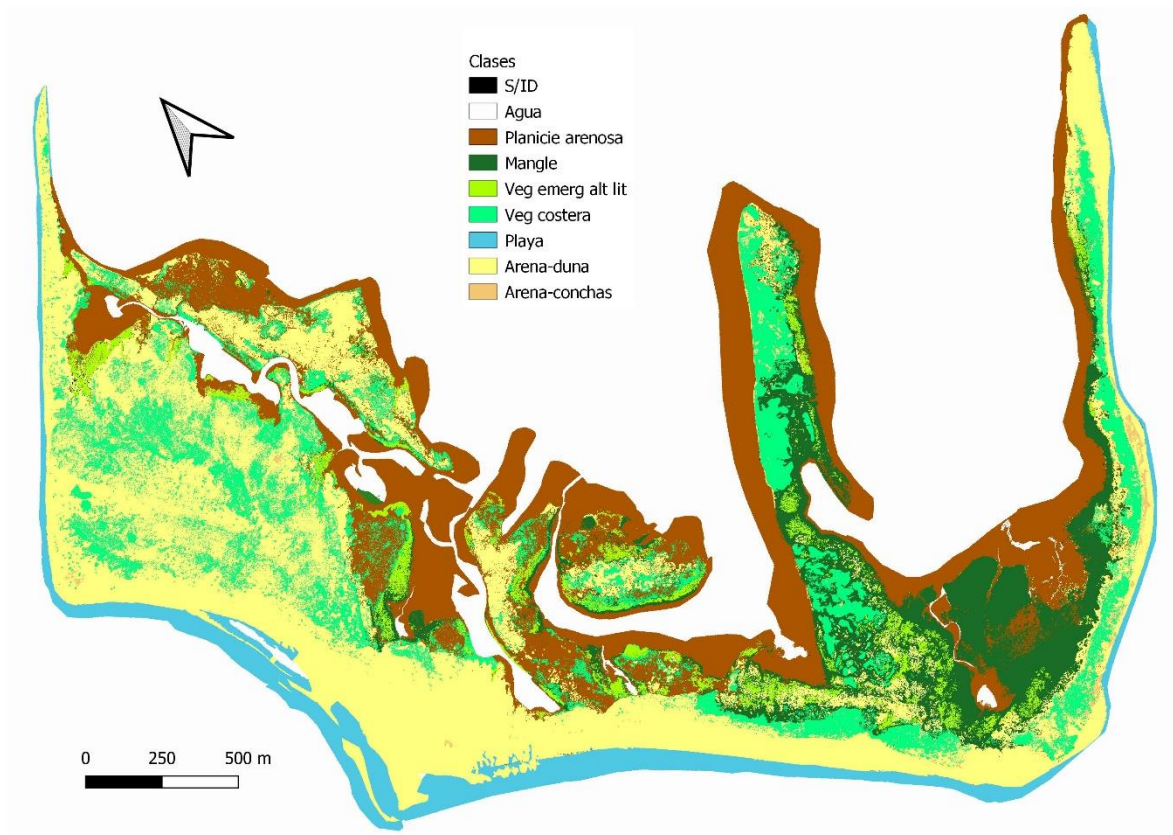 Clases
S/ID
Agua
Planicie arenosa
Mangle
Veg emerg alt lit
Veg costera
Playa
Arena-duna
Arena-conchas
0 250 500 m